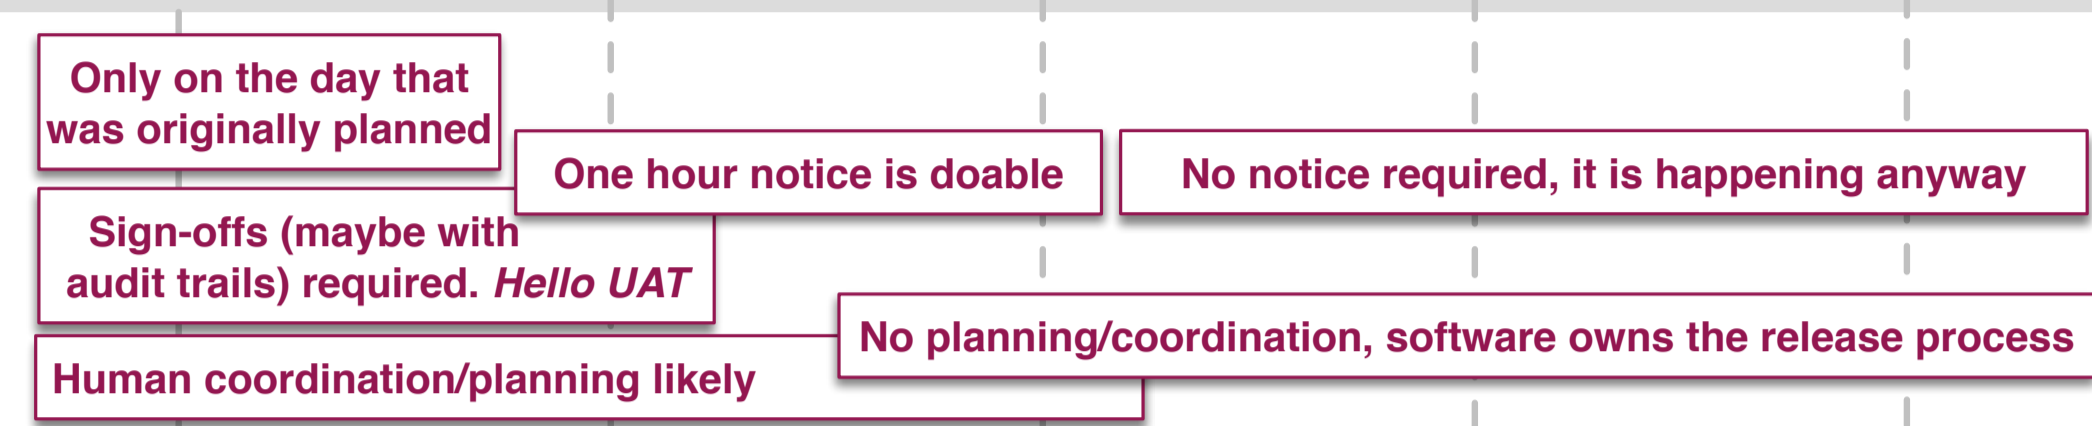 Only on the day that
was originally planned
One hour notice is doable
No notice required, it is happening anyway
Sign-offs (maybe with
audit trails) required. Hello UAT
No planning/coordination, software owns the release process
Human coordination/planning likely